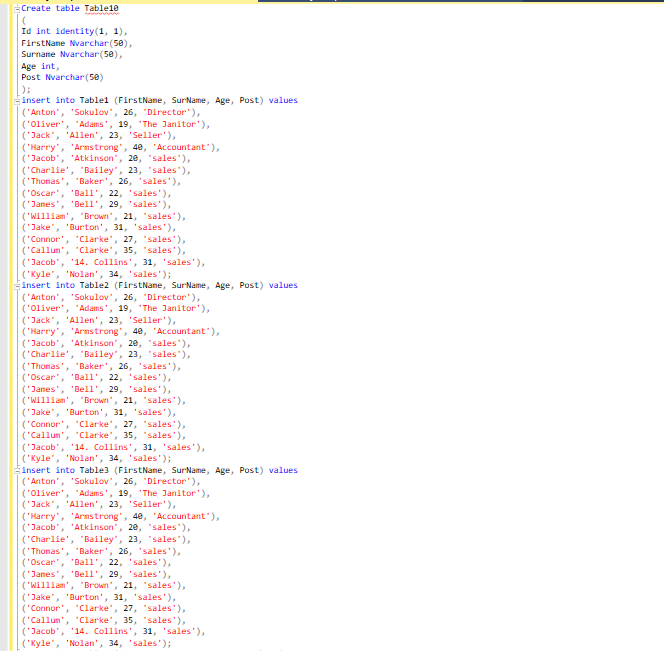 Create table Table10
(
Id int identity(1, 1),
FirstName Nvarchar(50),
Surname Nvarchar(50),
Age int,
Post Nvarchar(50)
);
insert into Table1 (FirstName, SurName, Age, Post) values
('Anton', 'Sokulov', 26, 'Director'),
('Oliver', 'Adams', 19, 'The Janitor'),
('Jack', 'Allen', 23, 'Seller'),
('Harry', 'Armstrong', 40, 'Accountant'),
('Jacob', 'Atkinson', 20, 'sales'),
('Charlie', 'Bailey', 23, 'sales'),
('Thomas', 'Baker', 26, 'sales'),
('Oscar', 'Ball', 22, 'sales'),
('James', 'Bell', 29, 'sales'),
('William', 'Brown', 21, 'sales'),
('Jake', 'Burton', 31, 'sales'),
('Connor', 'Clarke', 27, 'sales'),
('Callum', 'Clarke', 35, 'sales'),
('Jacob', '14. Collins', 31, 'sales'),
('Kyle', 'Nolan', 34, 'sales');
insert into Table2 (FirstName, SurName, Age, Post) values
('Anton', 'Sokulov', 26, 'Director'),
('Oliver', 'Adams', 19, 'The Janitor'),
('Jack', 'Allen', 23, 'Seller'),
('Harry', 'Armstrong', 40, 'Accountant'),
('Jacob', 'Atkinson', 20, 'sales'),
('Charlie', 'Bailey', 23, 'sales'),
('Thomas', 'Baker', 26, 'sales'),
('Oscar', 'Ball', 22, 'sales'),
('James', 'Bell', 29, 'sales'),
('William', 'Brown', 21, 'sales'),
('Jake', 'Burton', 31, 'sales'),
('Connor', 'Clarke', 27, 'sales'),
('Callum', 'Clarke', 35, 'sales'),
('Jacob', '14. Collins', 31, 'sales'),
('Kyle', 'Nolan', 34, 'sales');
insert into Table3 (FirstName, SurName, Age, Post) values
('Anton', 'Sokulov', 26, 'Director'),
('Oliver', 'Adams', 19, 'The Janitor'),
('Jack', 'Allen', 23, 'Seller'),
('Harry', 'Armstrong', 40, 'Accountant'),
('Jacob', 'Atkinson', 20, 'sales'),
('Charlie', 'Bailey', 23, 'sales'),
('Thomas', 'Baker', 26, 'sales'),
('Oscar', 'Ball', 22, 'sales'),
('James', 'Bell', 29, 'sales'),
('William', 'Brown', 21, 'sales'),
('Jake', 'Burton', 31, 'sales'),
('Connor', 'Clarke', 27, 'sales'),
('Callum', 'Clarke', 35, 'sales'),
('Jacob', '14. Collins', 31, 'sales'),
('Kyle', 'Nolan', 34, 'sales');